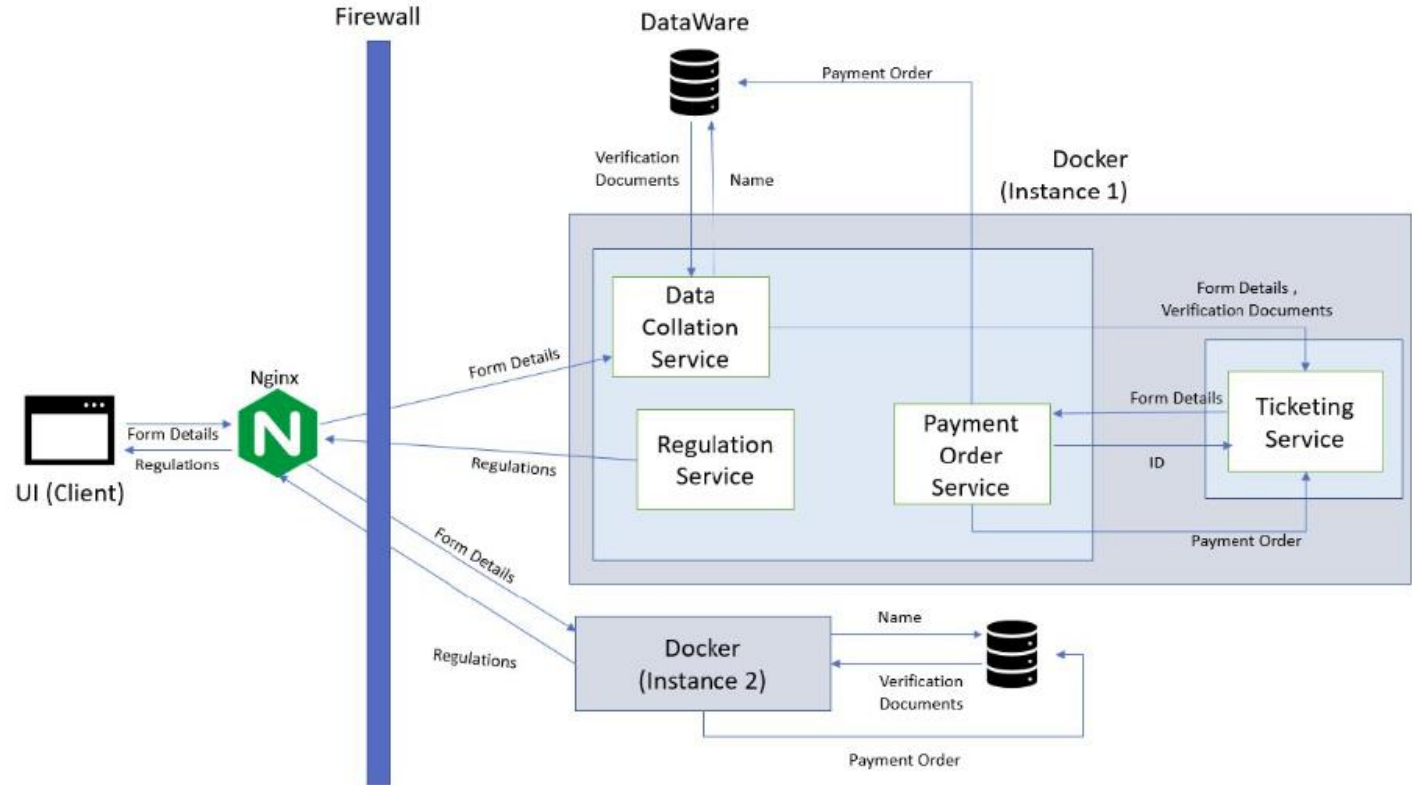 Firewall
DataWare
Payment Order
Verification
Documents
Name
Docker
(Instance 1)
Data
Collation
Service
Form Details ,
Verification Documents
Form Details
Nginx
N
Form Details
Regulations
UI (Client)
Regulations
Regulation
Service
Payment
Order
Service
Form Details
ID
Ticketing
Service
Payment Order
Form Details
Regulations
Docker
(Instance 2)
Name
Verification
Documents
Payment Order